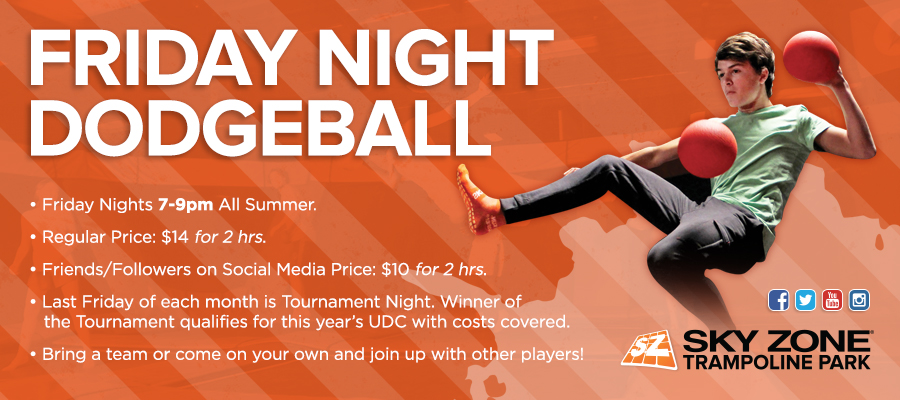 FRIDAY NIGHT
DODGEBALL
• Friday Nights 7-9pm All Summer.
• Regular Price: $14 for 2 hrs.
• Friends/Followers on Social Media Price: $10 for 2 hrs.
• Last Friday of each month is Tournament Night. Winner of
the Tournament qualifies for this year's UDC with costs covered.
• Bring a team or come on your own and join up with other players!
f You Tube
SZ SKY ZONE®
TRAMPOLINE PARK